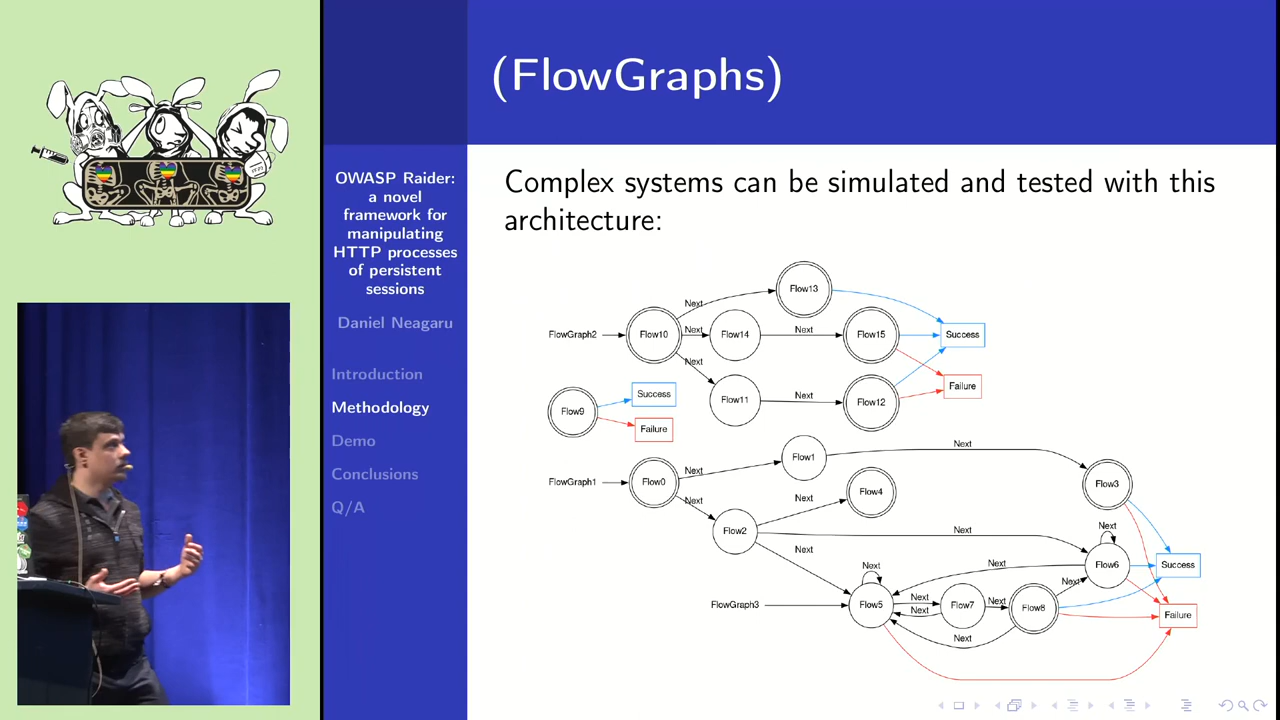 (FlowGraphs)
OWASP Raider:
a novel
framework for
manipulating
HTTP processes
of persistent
sessions
Daniel Neagaru
Introduction
Methodology
Demo
Conclusions
Q/A
Complex systems can be simulated and tested with this
architecture:
Flow13
Next
FlowGraph2
Flow10
Next
Flow14
Next
Flow15
Success
Next
Failure
Flow11
Next
Flow12
Success
Flow9
Failure
Next
Flow1
Next
FlowGraph1
Flow0
Flow3
Next
Next
Flow4
Flow2
Next
Next
Next
Flow6
Success
Next
Next
Next
FlowGraph3
Flow5
Next
Next
Flow7
Next
Flow8
Failure
Next